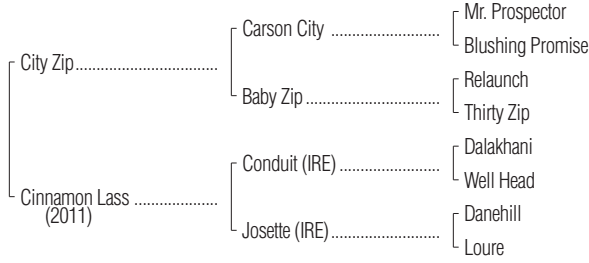 Mr. Prospector
Carson City
Blushing Promise
City Zip
Relaunch
Baby Zip
Thirty Zip
Dalakhani
Conduit (IRE)
Well Head
Cinnamon Lass
(2011)
Danehill
Josette (IRE)
Loure